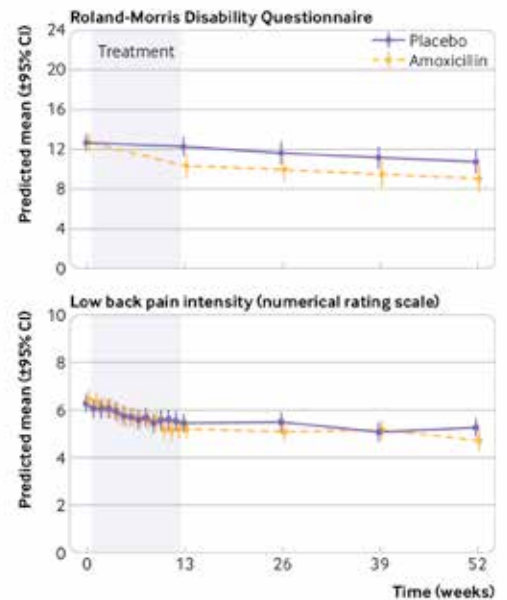 Roland-Morris Disability Questionnaire
24
Treatment
Placebo
Amoxicillin
20
16
12
8
4
0
Predicted mean (±95% CI)
Low back pain intensity (numerical rating scale)
10
8
6
4
2
0
Predicted mean (±95% CI)
0 13 26 39 52
Time (weeks)